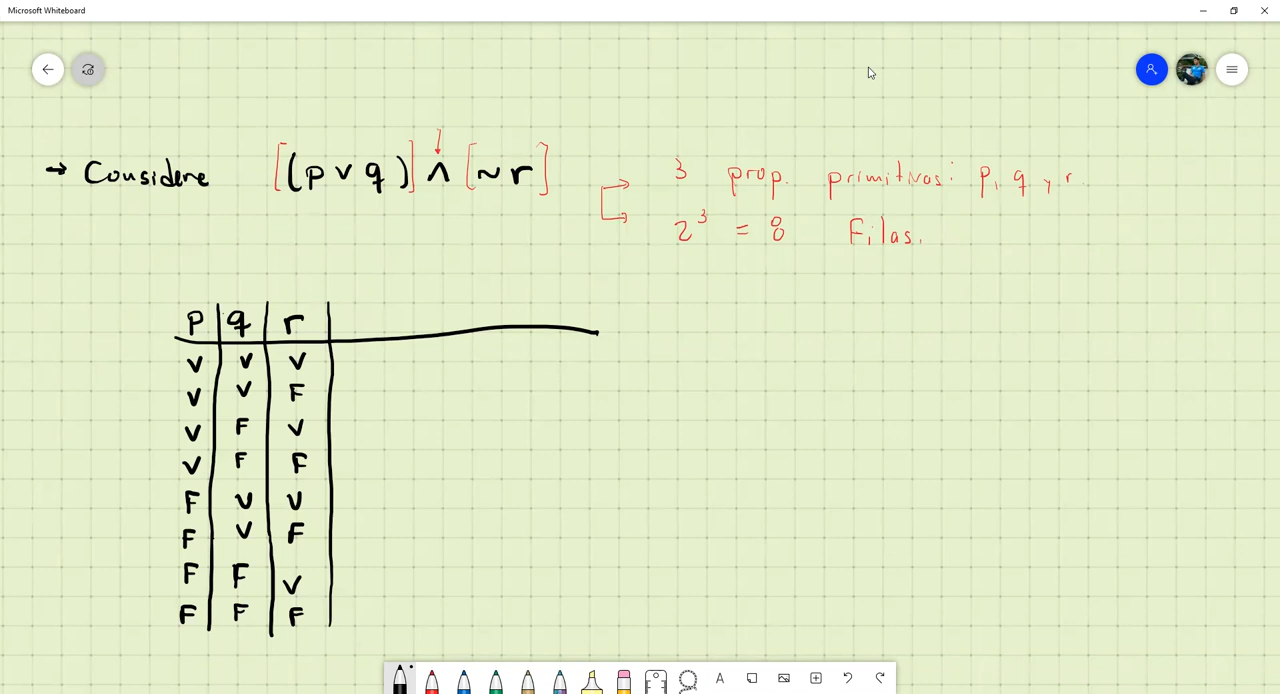 Microsoft Whiteboard
→ Considere [(p ∨ q)] ∧ [~ r]
3 prop. primitivas: p, q y r
2³ = 8 Filas.
p q r
V V V
V V F
V F V
V F F
F V V
F V F
F F V
F F F
A